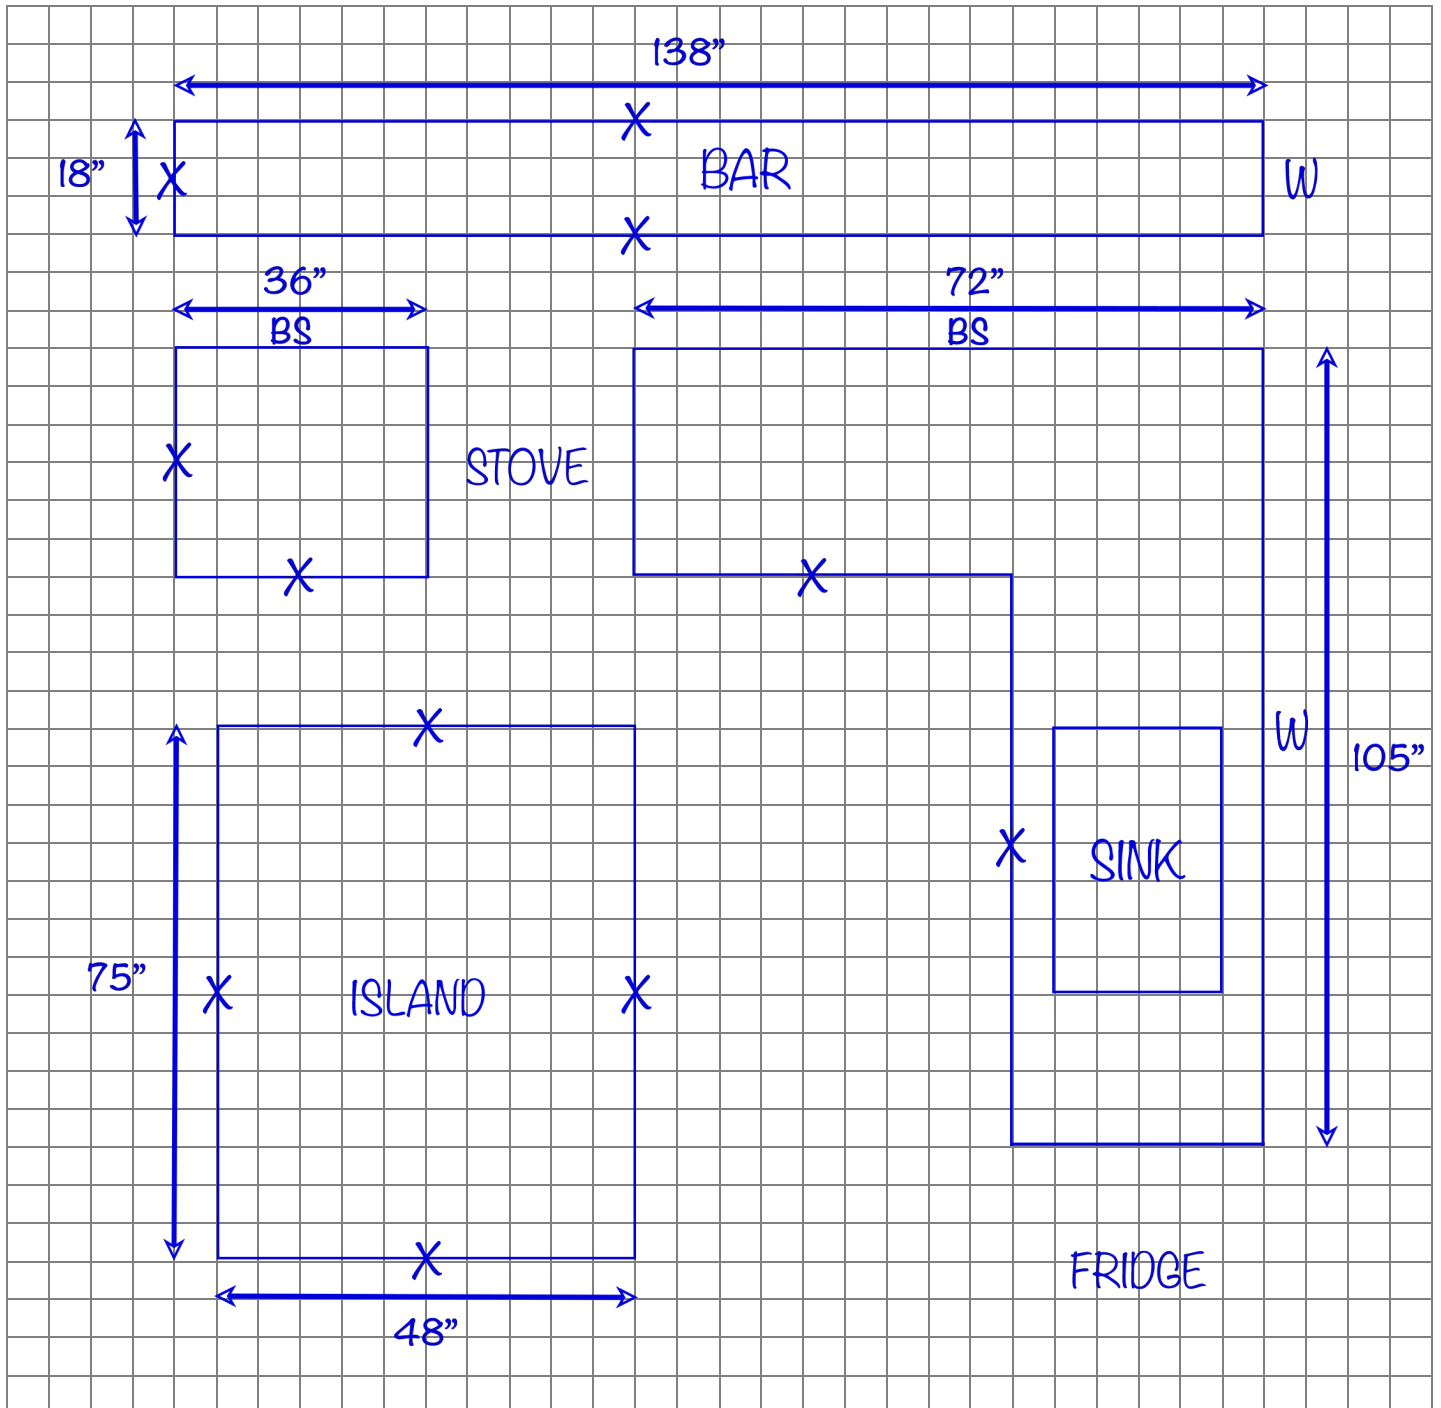 138”
X
18”
X
BAR
W
X
36”
72”
BS
BS
X
STOVE
X
X
X
W
105”
X
SINK
75”
X
ISLAND
X
X
FRIDGE
48”